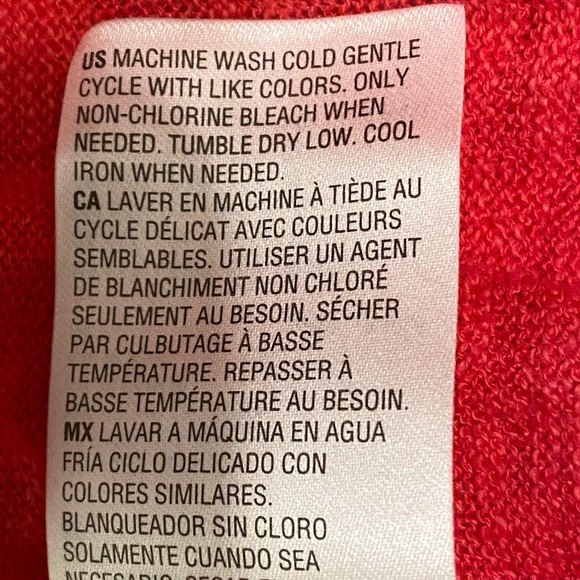 US MACHINE WASH COLD GENTLE
CYCLE WITH LIKE COLORS. ONLY
NON-CHLORINE BLEACH WHEN
NEEDED. TUMBLE DRY LOW. COOL
IRON WHEN NEEDED.
CA LAVER EN MACHINE À TIÈDE AU
CYCLE DÉLICAT AVEC COULEURS
SEMBLABLES. UTILISER UN AGENT
DE BLANCHIMENT NON CHLORÉ
SEULEMENT AU BESOIN. SÉCHER
PAR CULBUTAGE À BASSE
TEMPÉRATURE. REPASSER À
BASSE TEMPÉRATURE AU BESOIN.
MX LAVAR A MÁQUINA EN AGUA
FRÍA CICLO DELICADO CON
COLORES SIMILARES.
BLANQUEADOR SIN CLORO
SOLAMENTE CUANDO SEA